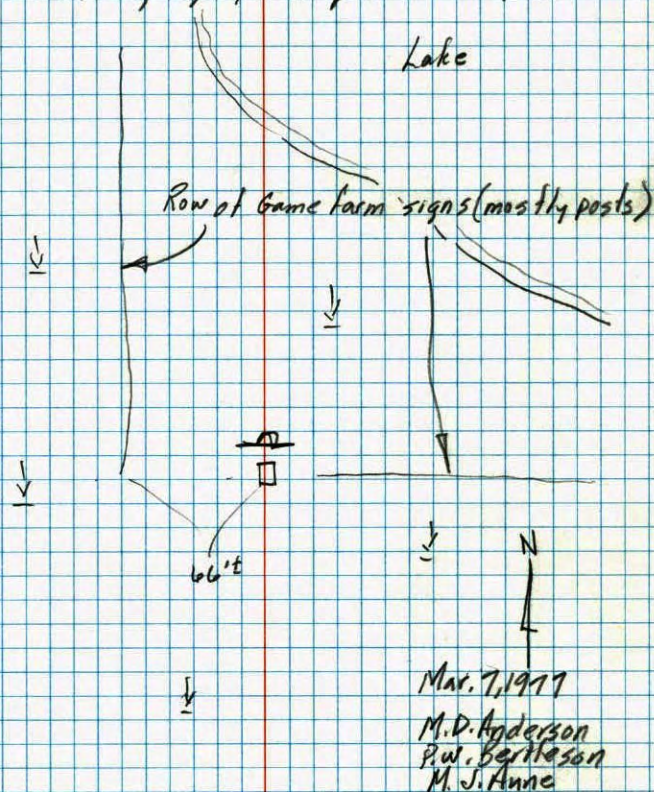 Lake
Row of Game farm signs (mostly posts)
66'±
N
Mar. 7, 1977
M.D. Anderson
P.W. Bertleson
M. J. Anne